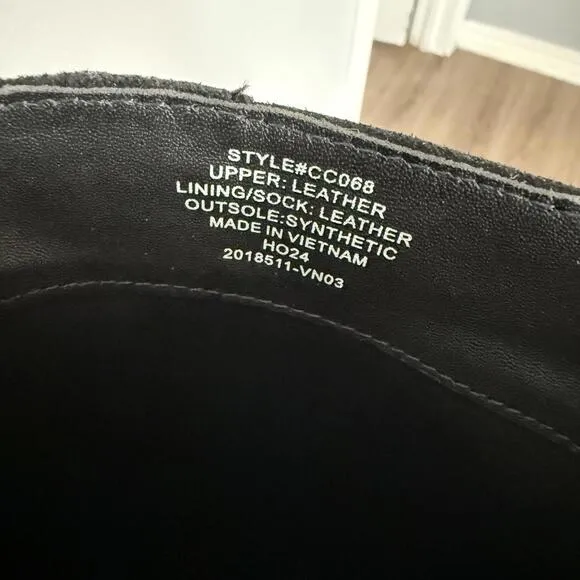 STYLE#CC068
UPPER: LEATHER
LINING/SOCK: LEATHER
OUTSOLE:SYNTHETIC
MADE IN VIETNAM
HO24
2018511-VN03